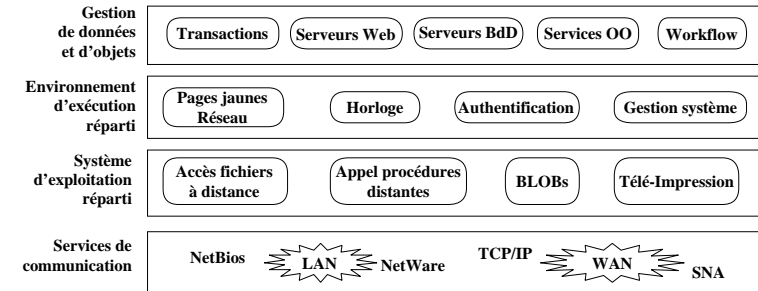 Gestion
de données
et d'objets
Transactions
Serveurs Web
Serveurs BdD
Services OO
Workflow
Environnement
d'exécution
réparti
Pages jaunes
Réseau
Horloge
Authentification
Gestion système
Système
d'exploitation
réparti
Accès fichiers
à distance
Appel procédures
distantes
BLOBs
Télé-Impression
Services de
communication
NetBios
LAN
NetWare
TCP/IP
WAN
SNA